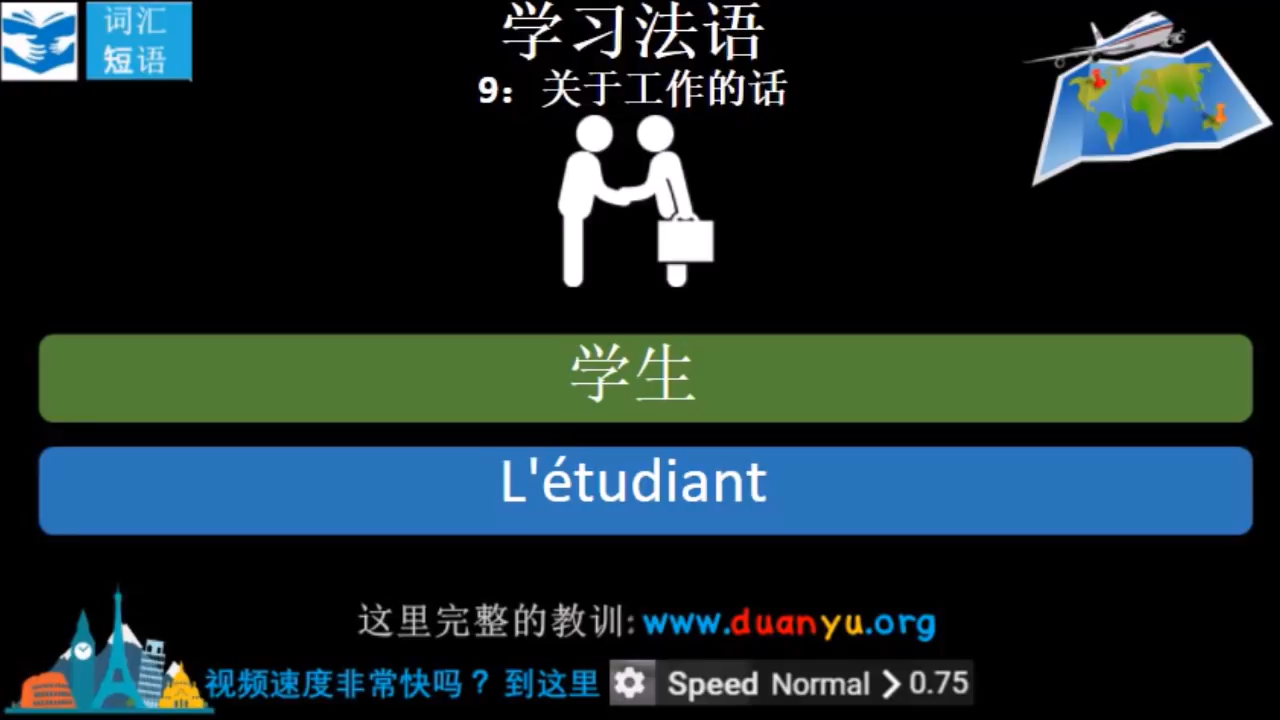 词汇
短语
学习法语
9：关于工作的话
学生
L'étudiant
这里完整的教训: www.duanyu.org
视频速度非常快吗？到这里 Speed Normal > 0.75